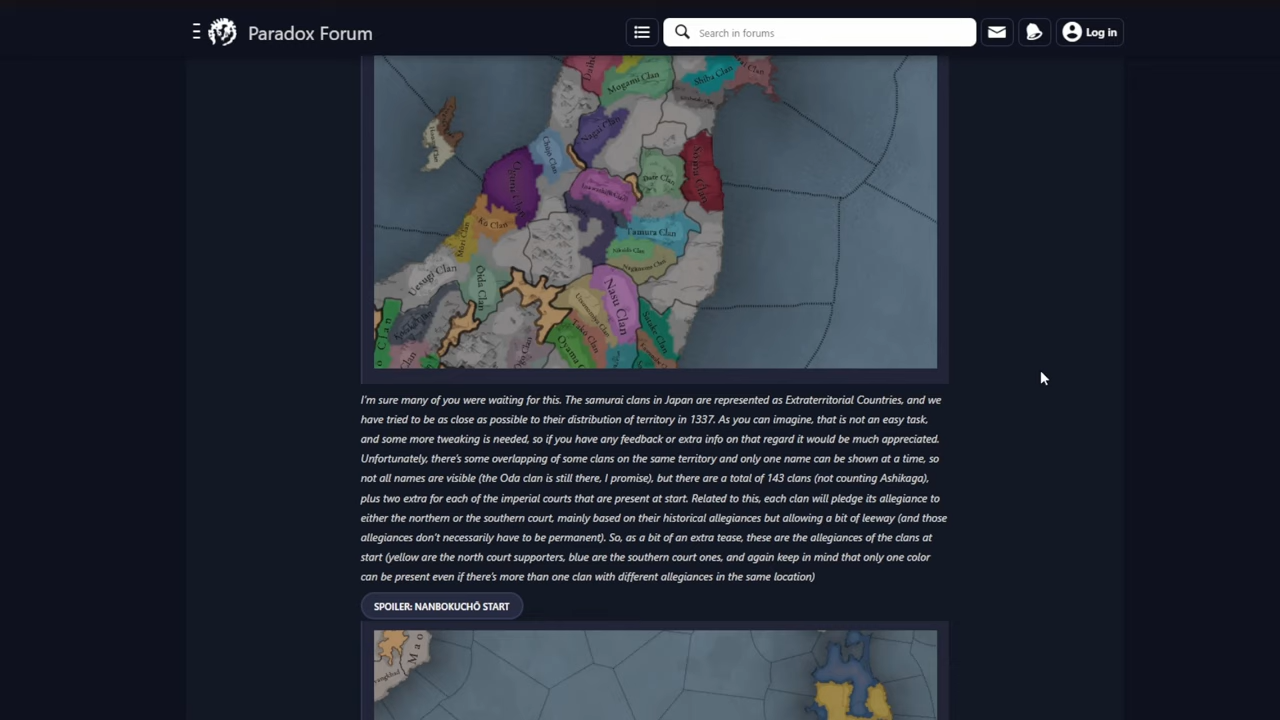 Paradox Forum
Search in forums
Log in
Mogami Clan
Shiba Clan
Nagai Clan
Date Clan
Tamura Clan
Uesugi Clan
Oida Clan
Nasu Clan
I'm sure many of you were waiting for this. The samurai clans in Japan are represented as Extraterritorial Countries, and we
have tried to be as close as possible to their distribution of territory in 1337. As you can imagine, that is not an easy task,
and some more tweaking is needed, so if you have any feedback or extra info on that regard it would be much appreciated.
Unfortunately, there's some overlapping of some clans on the same territory and only one name can be shown at a time, so
not all names are visible (the Oda clan is still there, I promise), but there are a total of 143 clans (not counting Ashikaga),
plus two extra for each of the imperial courts that are present at start. Related to this, each clan will pledge its allegiance to
either the northern or the southern court, mainly based on their historical allegiances but allowing a bit of leeway (and those
allegiances don't necessarily have to be permanent). So, as a bit of an extra tease, these are the allegiances of the clans at
start (yellow are the north court supporters, blue are the southern court ones, and again keep in mind that only one color
can be present even if there's more than one clan with different allegiances in the same location)
SPOILER: NANBOKUCHŌ START